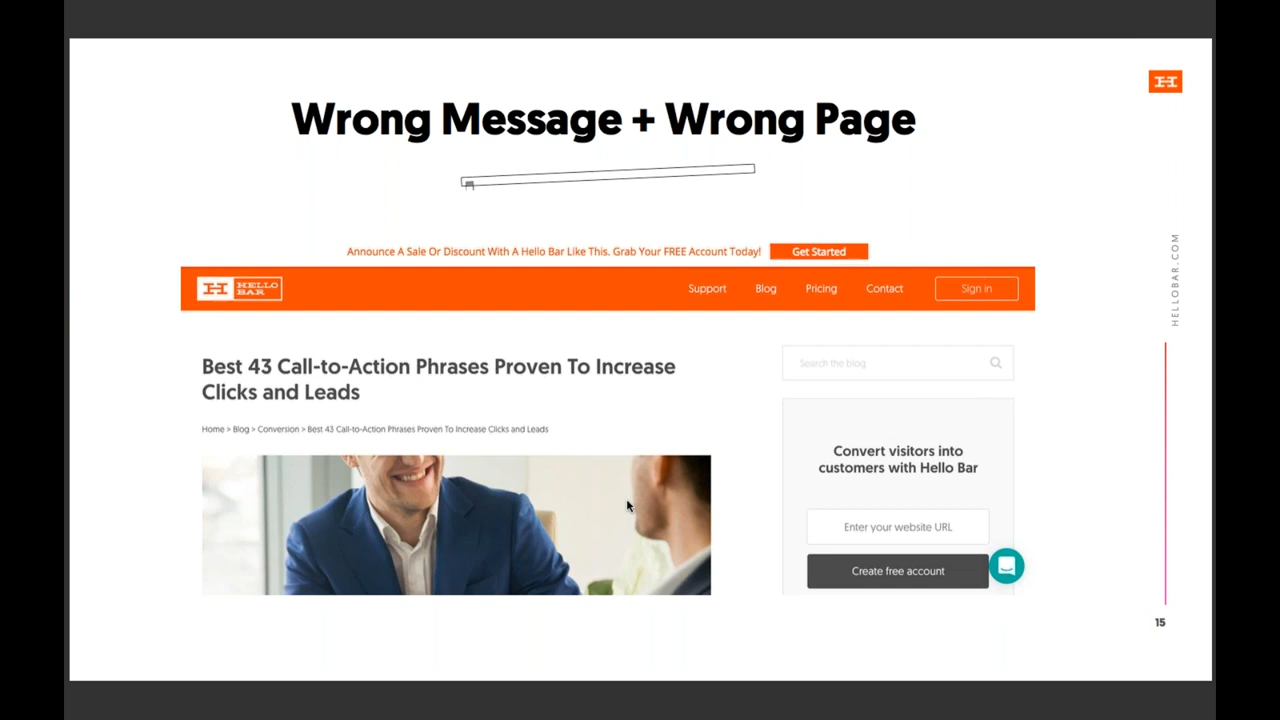 Wrong Message + Wrong Page
HELLOBAR.COM
Announce A Sale Or Discount With A Hello Bar Like This. Grab Your FREE Account Today!
Get Started
H HELLO
BAR
Support
Blog
Pricing
Contact
Sign in
Best 43 Call-to-Action Phrases Proven To Increase
Clicks and Leads
Search the blog
Home > Blog > Conversion > Best 43 Call-to-Action Phrases Proven To Increase Clicks and Leads
Convert visitors into
customers with Hello Bar
Enter your website URL
Create free account
15